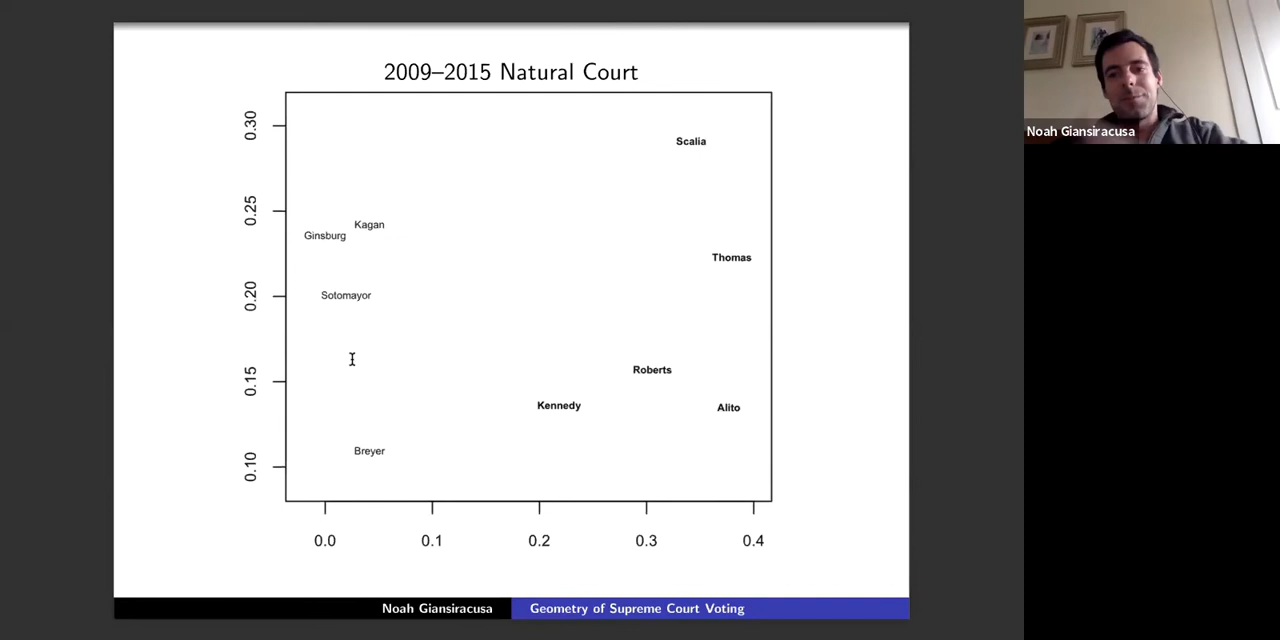 2009–2015 Natural Court
0.30
Scalia
0.25
Kagan
Ginsburg
Thomas
0.20
Sotomayor
0.15
Roberts
Kennedy
Alito
Breyer
0.10
0.0 0.1 0.2 0.3 0.4
Noah Giansiracusa Geometry of Supreme Court Voting
Noah Giansiracusa